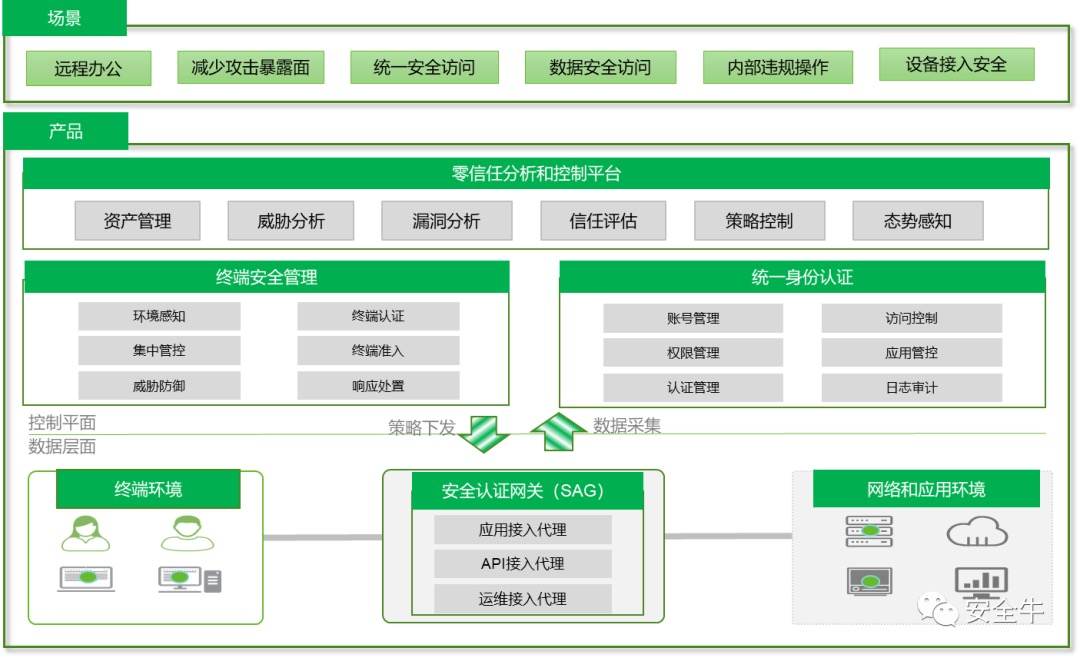 场景
远程办公
减少攻击暴露面
统一安全访问
数据安全访问
内部违规操作
设备接入安全
产品
零信任分析和控制平台
资产管理
威胁分析
漏洞分析
信任评估
策略控制
态势感知
终端安全管理
环境感知
终端认证
集中管控
终端准入
威胁防御
响应处置
统一身份认证
账号管理
访问控制
权限管理
应用管控
认证管理
日志审计
控制平面
策略下发
数据采集
数据层面
终端环境
安全认证网关（SAG）
应用接入代理
API接入代理
运维接入代理
网络和应用环境
安全牛